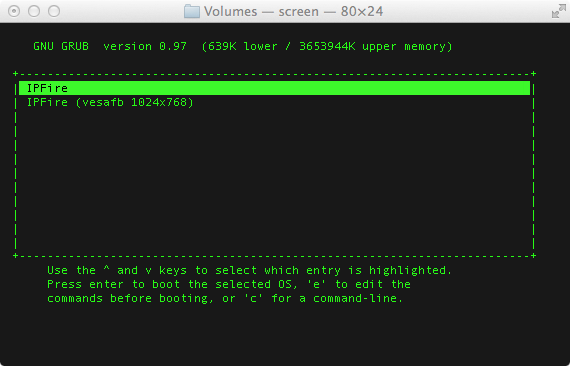 Volumes — screen — 80×24
GNU GRUB  version 0.97  (639K lower / 3653944K upper memory)
+-------------------------------------------------------------------------+
| IPFire |
| IPFire (vesafb 1024x768) |
|
|
|
|
|
|
|
|
|
|
+-------------------------------------------------------------------------+
Use the ^ and v keys to select which entry is highlighted.
Press enter to boot the selected OS, 'e' to edit the
commands before booting, or 'c' for a command-line.